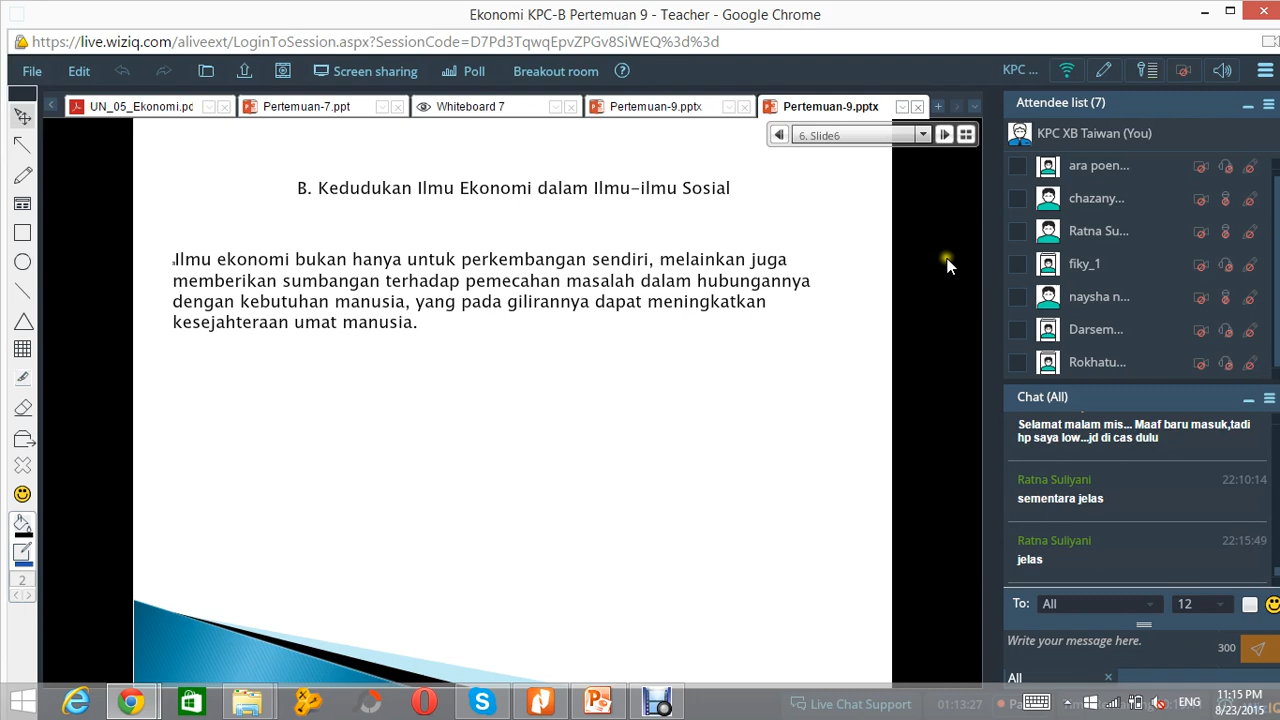 Ekonomi KPC-B Pertemuan 9 - Teacher - Google Chrome
https://live.wiziq.com/aliveext/LoginToSession.aspx?SessionCode=D7Pd3TqwqEpvZPGv8SiWEQ%3d%3d
File Edit Screen sharing Poll Breakout room KPC ...
UN_05_Ekonomi.pd Pertemuan-7.ppt Whiteboard 7 Pertemuan-9.pptx Pertemuan-9.pptx
6. Slide6
B. Kedudukan Ilmu Ekonomi dalam Ilmu-ilmu Sosial
Ilmu ekonomi bukan hanya untuk perkembangan sendiri, melainkan juga
memberikan sumbangan terhadap pemecahan masalah dalam hubungannya
dengan kebutuhan manusia, yang pada gilirannya dapat meningkatkan
kesejahteraan umat manusia.
2
Attendee list (7)
KPC XB Taiwan (You)
ara poen...
chazany...
Ratna Su...
fiky_1
naysha n...
Darsem...
Rokhatu...
Chat (All)
Selamat malam mis... Maaf baru masuk,tadi
hp saya low...jd di cas dulu
Ratna Suliyani 22:10:14
sementara jelas
Ratna Suliyani 22:15:49
jelas
To: All 12
Write your message here. 300
All
Live Chat Support 01:13:27
ENG
11:15 PM
8/23/2015